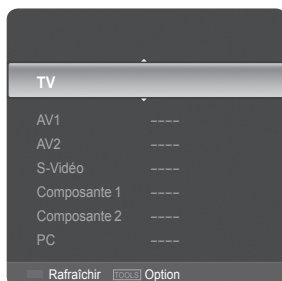 TV
AV1 ----
AV2 ----
S-Vidéo ----
Composante 1 ----
Composante 2 ----
PC ----
Rafraîchir TOOLS Option